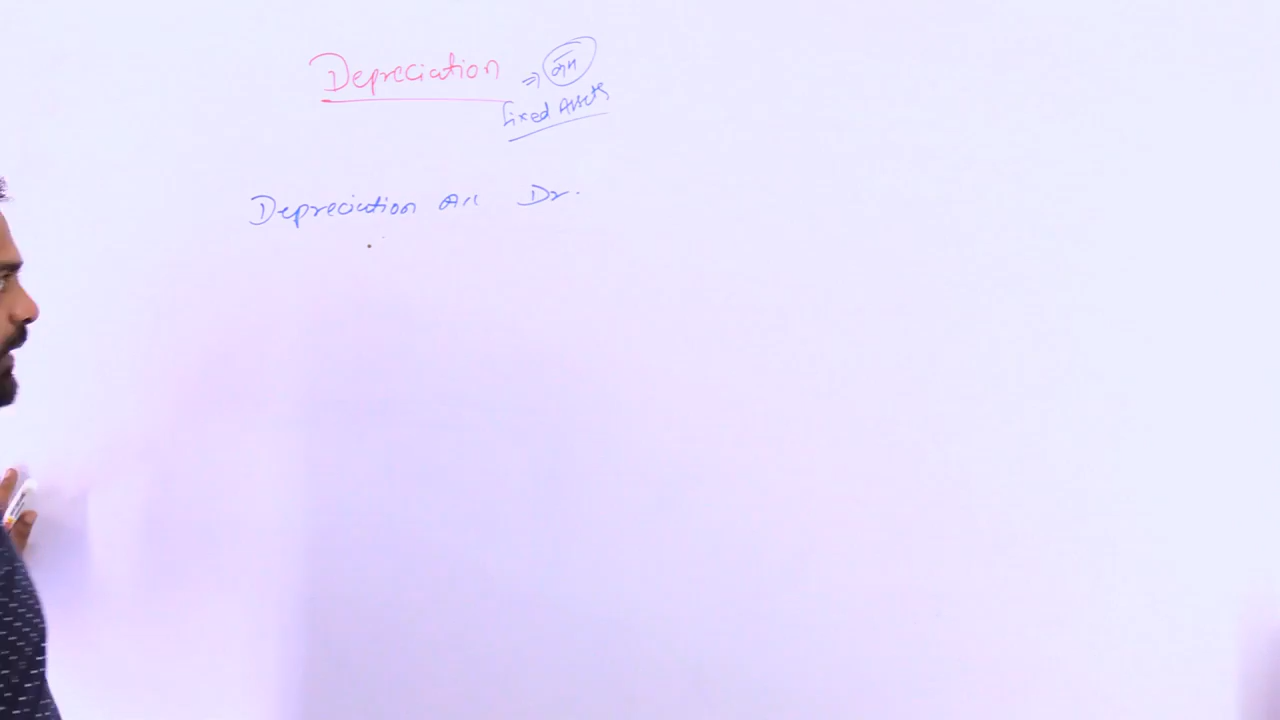 Depreciation ⇒ कम
fixed Assets
Depreciation A/c Dr.